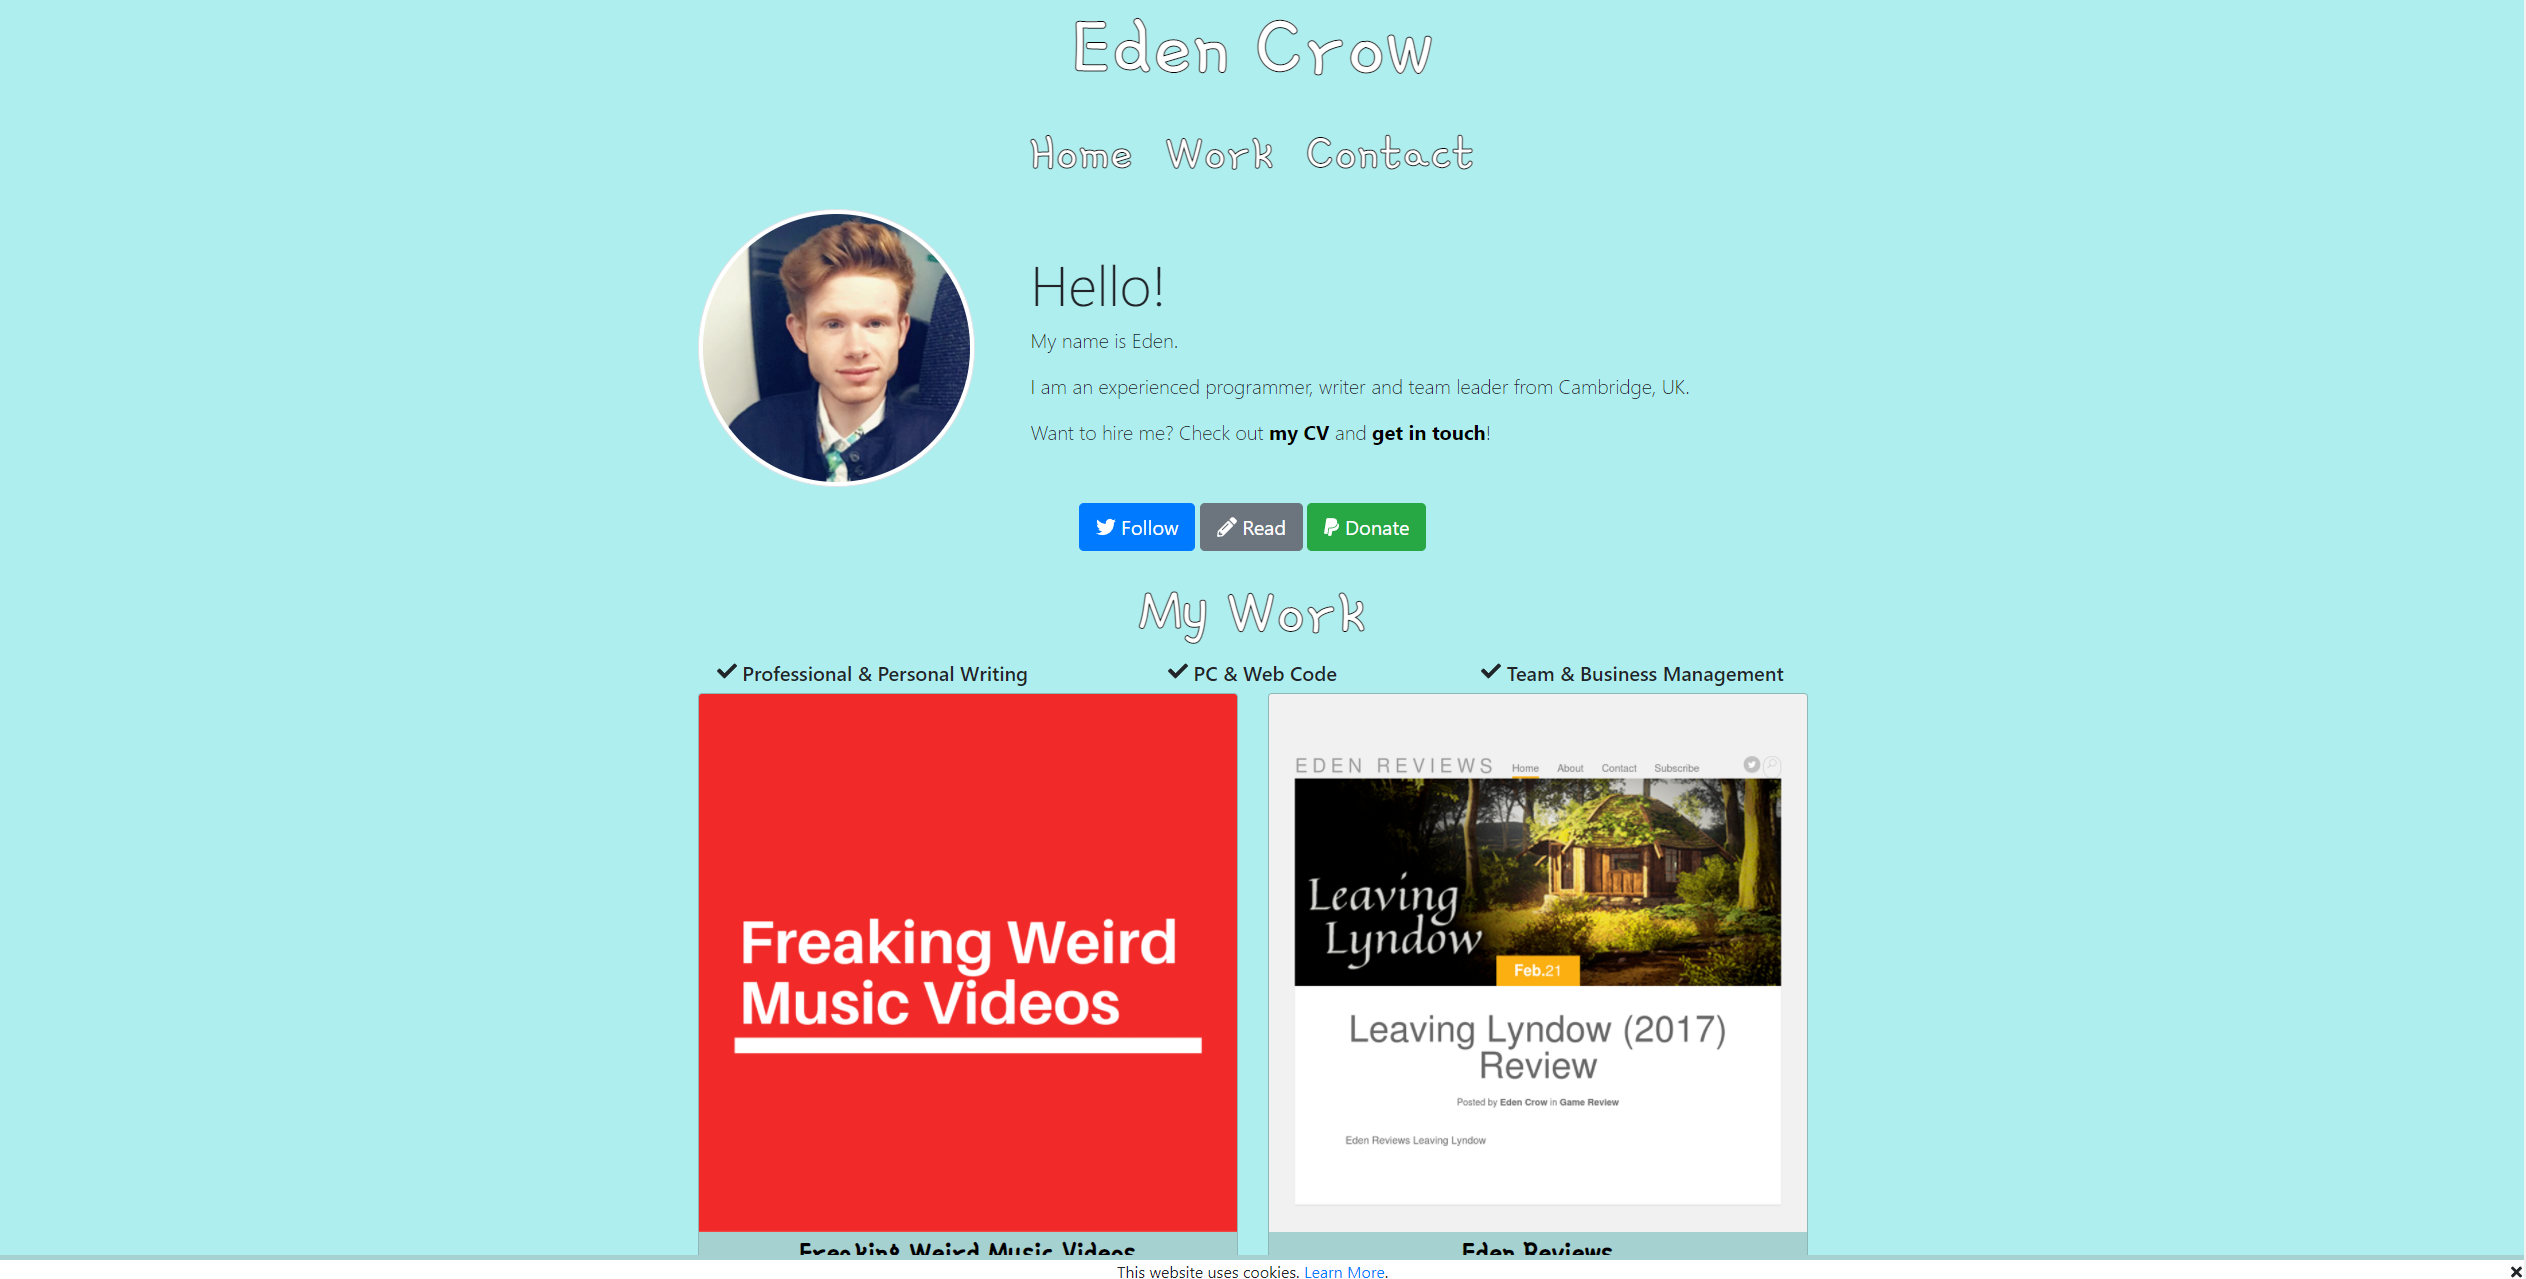 Eden Crow
Home Work Contact
Hello!
My name is Eden.
I am an experienced programmer, writer and team leader from Cambridge, UK.
Want to hire me? Check out my CV and get in touch!
Follow Read Donate
My Work
Professional & Personal Writing PC & Web Code Team & Business Management
Freaking Weird
Music Videos
EDEN REVIEWS Home About Contact Subscribe
Leaving
Lyndow
Feb.21
Leaving Lyndow (2017)
Review
Posted by Eden Crow in Game Review
Eden Reviews Leaving Lyndow
Freaking Weird Music Videos
Eden Reviews
This website uses cookies. Learn More.